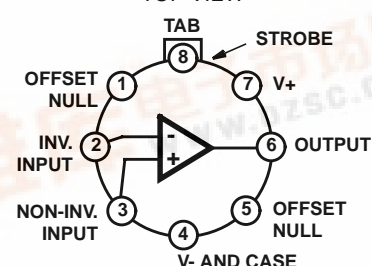 TOP VIEW
TAB
STROBE
8
OFFSET
NULL
1
7
V+
INV.
INPUT
2
-
+
6
OUTPUT
NON-INV.
INPUT
3
5
OFFSET
NULL
4
V- AND CASE